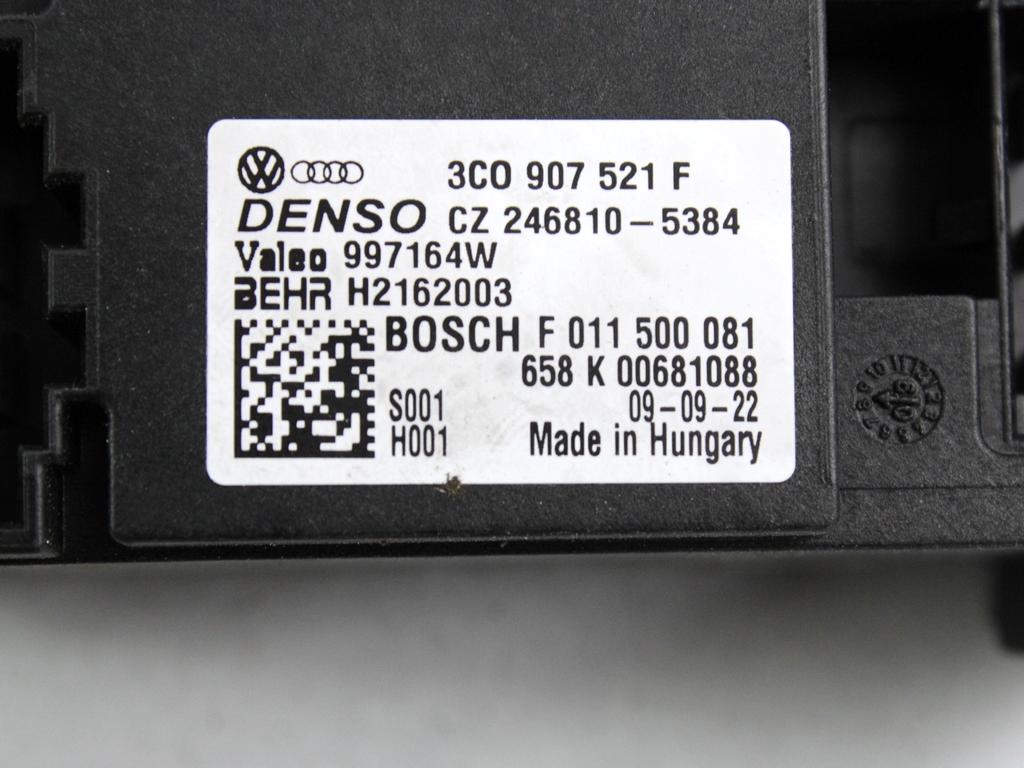 3C0 907 521 F
DENSO CZ 246810-5384
Valeo 997164W
BEHR H2162003
BOSCH F 011 500 081
658 K 00681088
S001 09-09-22
H001 Made in Hungary